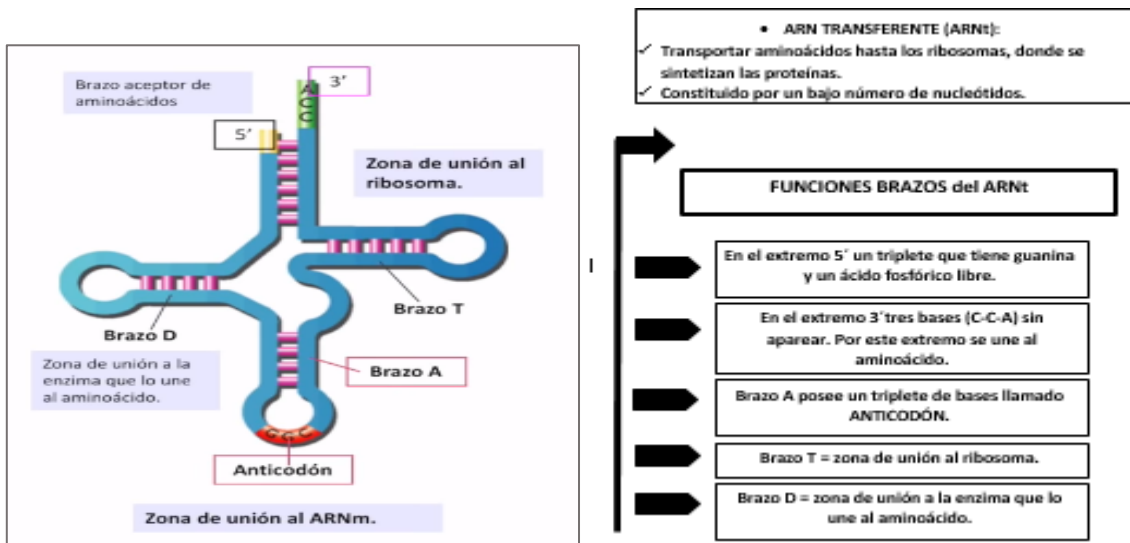 Brazo aceptor de
aminoácidos
3'
A
C
C
5'
Zona de unión al
ribosoma.
Brazo D
Brazo T
Zona de unión a la
enzima que lo une
al aminoácido.
Brazo A
C G C
Anticodón
Zona de unión al ARNm.
• ARN TRANSFERENTE (ARNt):
✓ Transportar aminoácidos hasta los ribosomas, donde se
sintetizan las proteínas.
✓ Constituido por un bajo número de nucleótidos.
FUNCIONES BRAZOS del ARNt
I
En el extremo 5´ un triplete que tiene guanina
y un ácido fosfórico libre.
En el extremo 3´tres bases (C-C-A) sin
aparear. Por este extremo se une al
aminoácido.
Brazo A posee un triplete de bases llamado
ANTICODÓN.
Brazo T = zona de unión al ribosoma.
Brazo D = zona de unión a la enzima que lo
une al aminoácido.